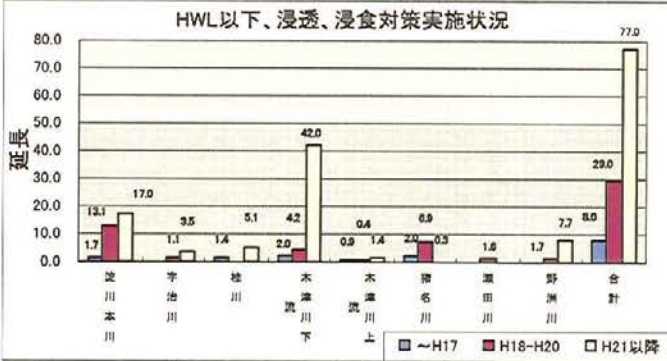 HWL以下、浸透、浸食対策実施状況
延長
80.0
70.0
60.0
50.0
40.0
30.0
20.0
10.0
0.0
1.7
13.1
17.0
1.1
3.5
1.4
5.1
2.0
4.2
42.0
0.9
0.4
1.4
2.0
6.9
0.3
1.6
1.7
7.7
8.0
29.0
77.0
淀川本川
宇治川
桂川
木津川下流
木津川上流
猪名川
瀬田川
野洲川
合計
～H17
H18-H20
H21以降